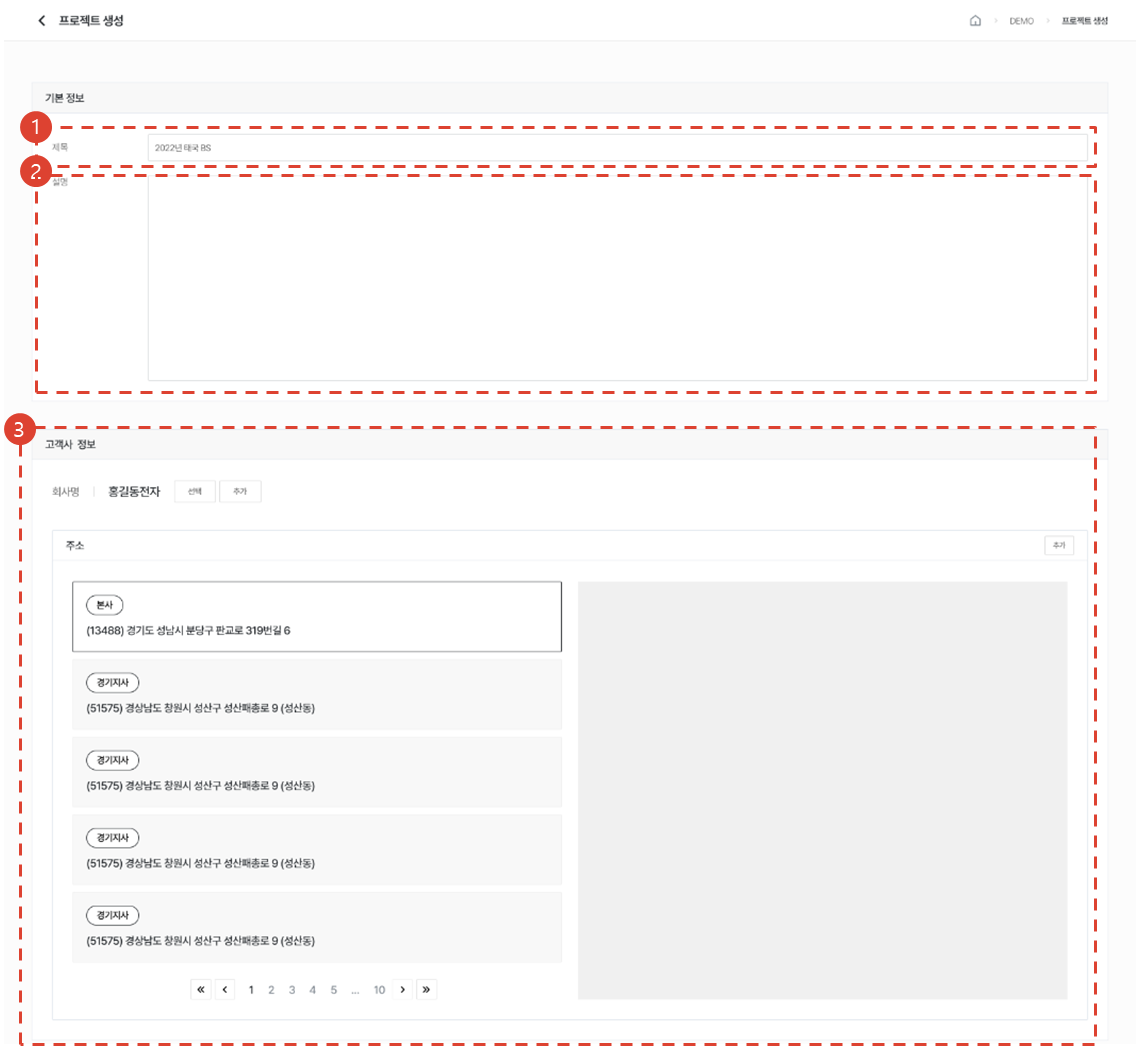 프로젝트 생성
DEMO 프로젝트 생성
기본 정보
1
제목 2022년 태국 BS
2
설명
3
고객사 정보
회사명 홍길동전자 선택 추가
주소 추가
본사
(13488) 경기도 성남시 분당구 판교로 319번길 6
경기지사
(51575) 경상남도 창원시 성산구 성산패총로 9 (성산동)
경기지사
(51575) 경상남도 창원시 성산구 성산패총로 9 (성산동)
경기지사
(51575) 경상남도 창원시 성산구 성산패총로 9 (성산동)
경기지사
(51575) 경상남도 창원시 성산구 성산패총로 9 (성산동)
« ‹ 1 2 3 4 5 ... 10 › »